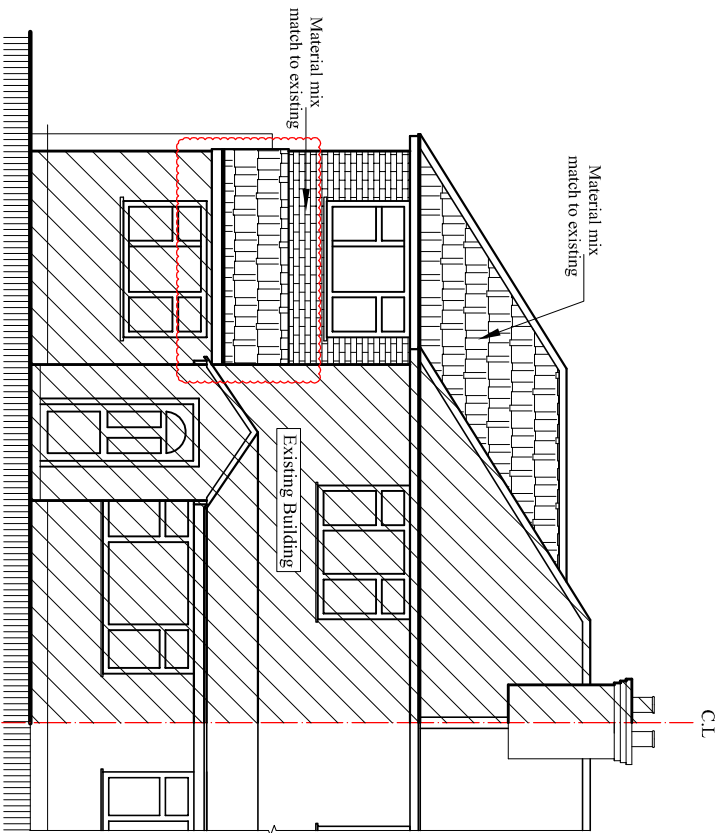 Material mix
match to existing
Material mix
match to existing
Existing Building
C.L